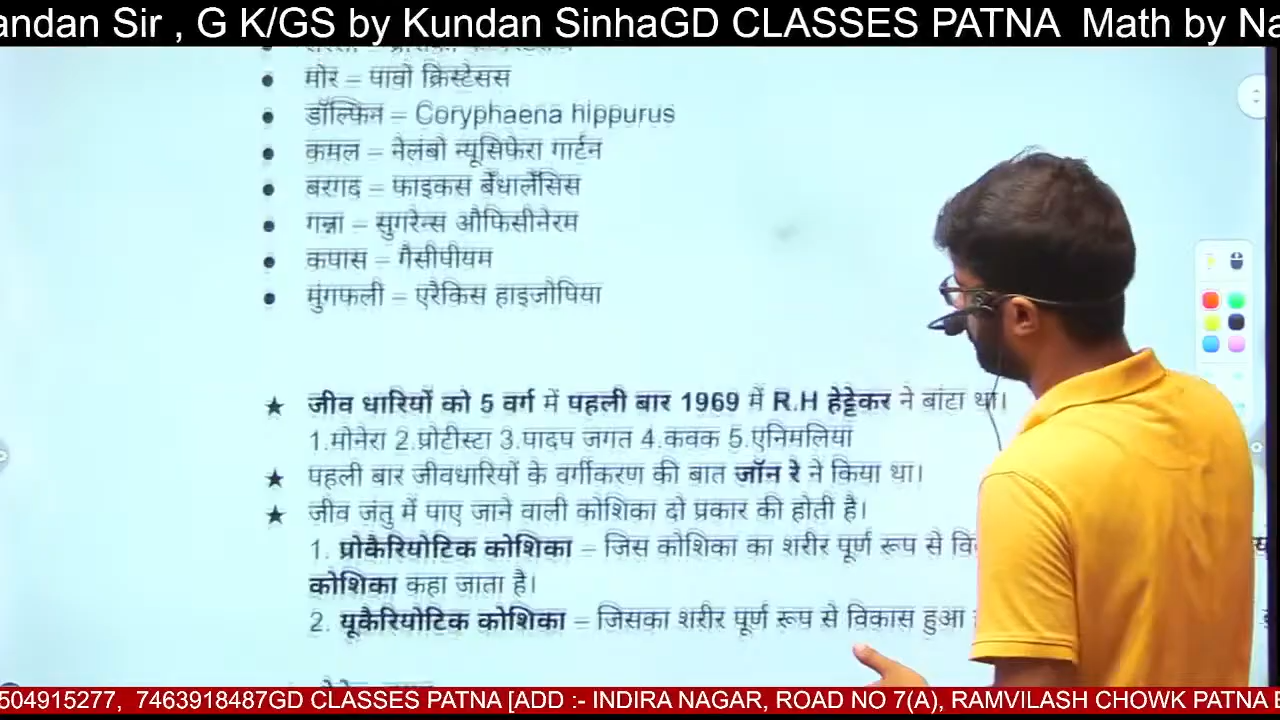 andan Sir , G K/GS by Kundan SinhaGD CLASSES PATNA Math by Na
मोर – पावो क्रिस्टेसस
डॉल्फिन – Coryphaena hippurus
कमल – नेलंबो न्यूसिफेरा गार्टन
बरगद – फाइकस बेंधालेंसिस
गन्ना – सुगरेन्स औफिसीनेरम
कपास – गैसीपीयम
मुंगफली – एरैकिस हाइजोपिया
★ जीव धारियों को 5 वर्ग में पहली बार 1969 में R.H हेट्टेकर ने बांटा था।
1.मोनेरा 2.प्रोटीस्टा 3.पादप जगत 4.कवक 5.एनिमलिया
★ पहली बार जीवधारियों के वर्गीकरण की बात जॉन रे ने किया था।
★ जीव जंतु में पाए जाने वाली कोशिका दो प्रकार की होती है।
1. प्रोकैरियोटिक कोशिका – जिस कोशिका का शरीर पूर्ण रूप से वि
कोशिका कहा जाता है।
2. यूकैरियोटिक कोशिका – जिसका शरीर पूर्ण रूप से विकास हुआ
504915277, 7463918487GD CLASSES PATNA [ADD :- INDIRA NAGAR, ROAD NO 7(A), RAMVILASH CHOWK PATNA